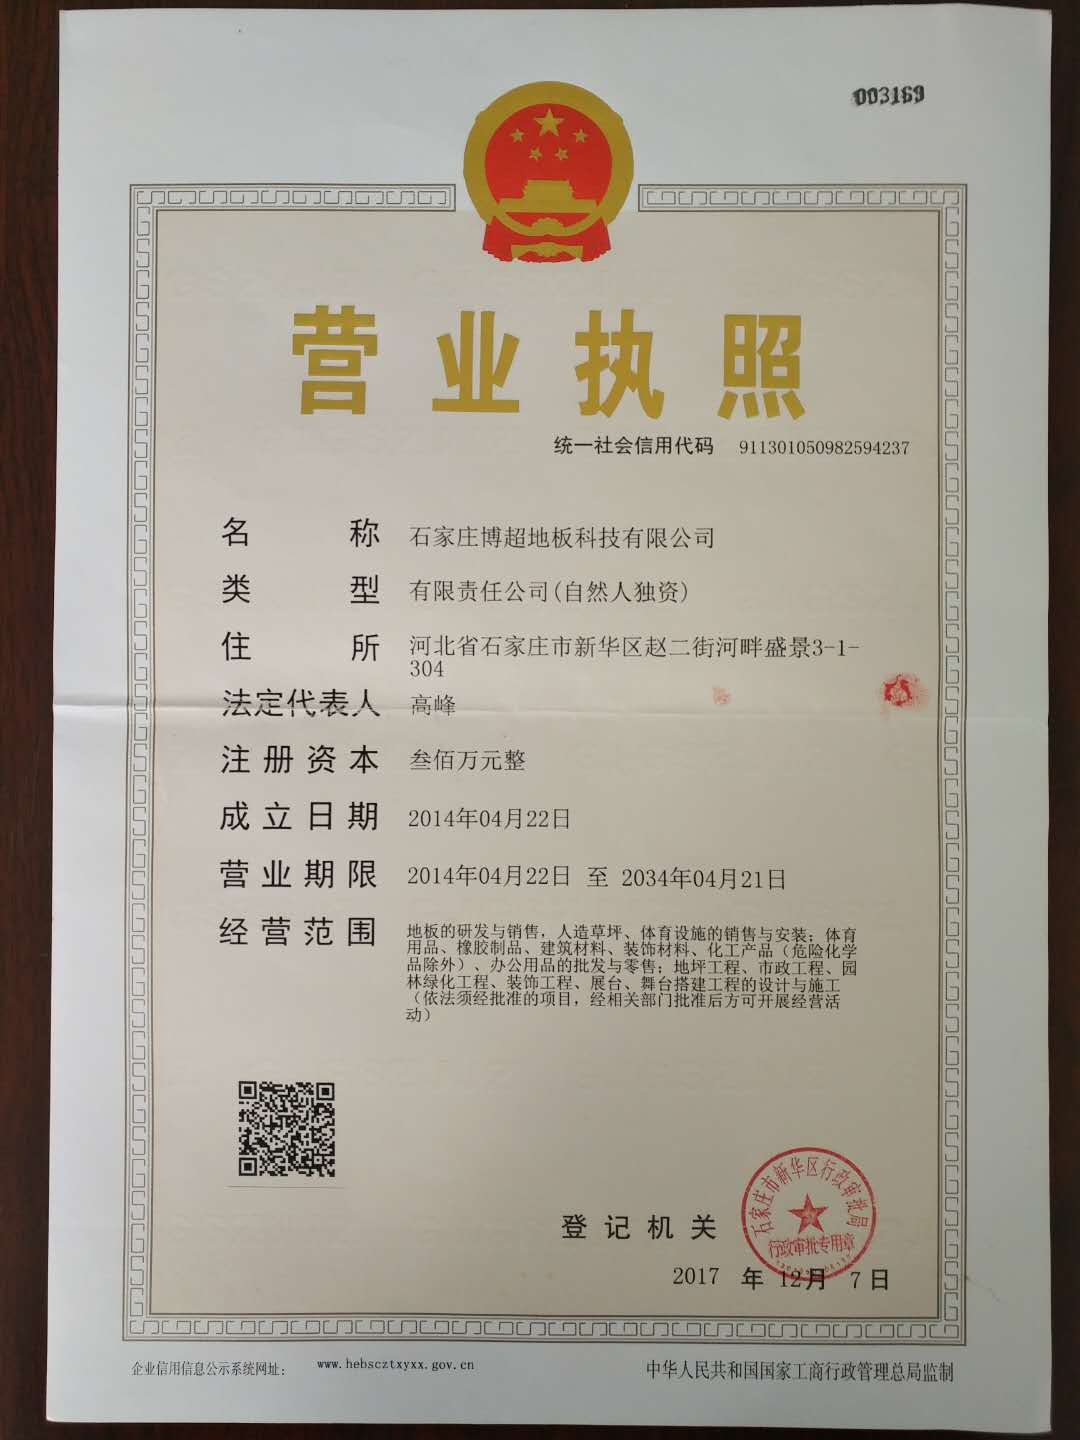 003169
营业执照
统一社会信用代码 911301050982594237
名称 石家庄博超地板科技有限公司
类型 有限责任公司(自然人独资)
住所 河北省石家庄市新华区赵二街河畔盛景3-1-
304
法定代表人 高峰
注册资本 叁佰万元整
成立日期 2014年04月22日
营业期限 2014年04月22日 至 2034年04月21日
经营范围 地板的研发与销售，人造草坪、体育设施的销售与安装；体育
用品、橡胶制品、建筑材料、装饰材料、化工产品（危险化学
品除外）、办公用品的批发与零售；地坪工程、市政工程、园
林绿化工程、装饰工程、展台、舞台搭建工程的设计与施工
（依法须经批准的项目，经相关部门批准后方可开展经营活
动）
石家庄市新华区行政审批局
行政审批专用章
登记机关
2017 年 12月 7日
企业信用信息公示系统网址： www.hebscztxyxx.gov.cn
中华人民共和国国家工商行政管理总局监制